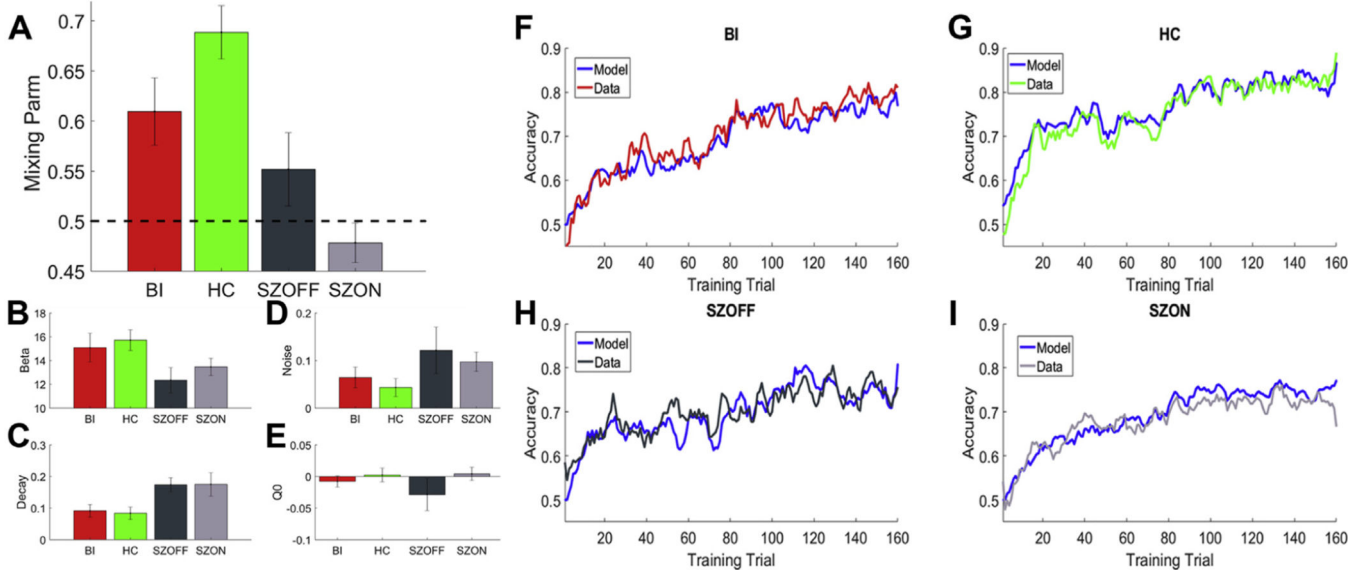 A
0.7
0.65
0.6
0.55
0.5
0.45
Mixing Parm
BI HC SZOFF SZON
B
18
16
14
12
10
Beta
BI HC SZOFF SZON
C
0.3
0.2
0.1
0
Decay
BI HC SZOFF SZON
D
0.2
0.1
0
Noise
BI HC SZOFF SZON
E
0.1
0.05
0
-0.05
-0.1
Q0
BI HC SZOFF SZON
F
BI
Model
Data
0.9
0.8
0.7
0.6
0.5
Accuracy
20 40 60 80 100 120 140 160
Training Trial
G
HC
Model
Data
0.9
0.8
0.7
0.6
0.5
Accuracy
20 40 60 80 100 120 140 160
Training Trial
H
SZOFF
Model
Data
0.9
0.8
0.7
0.6
0.5
Accuracy
20 40 60 80 100 120 140 160
Training Trial
I
SZON
Model
Data
0.9
0.8
0.7
0.6
0.5
Accuracy
20 40 60 80 100 120 140 160
Training Trial